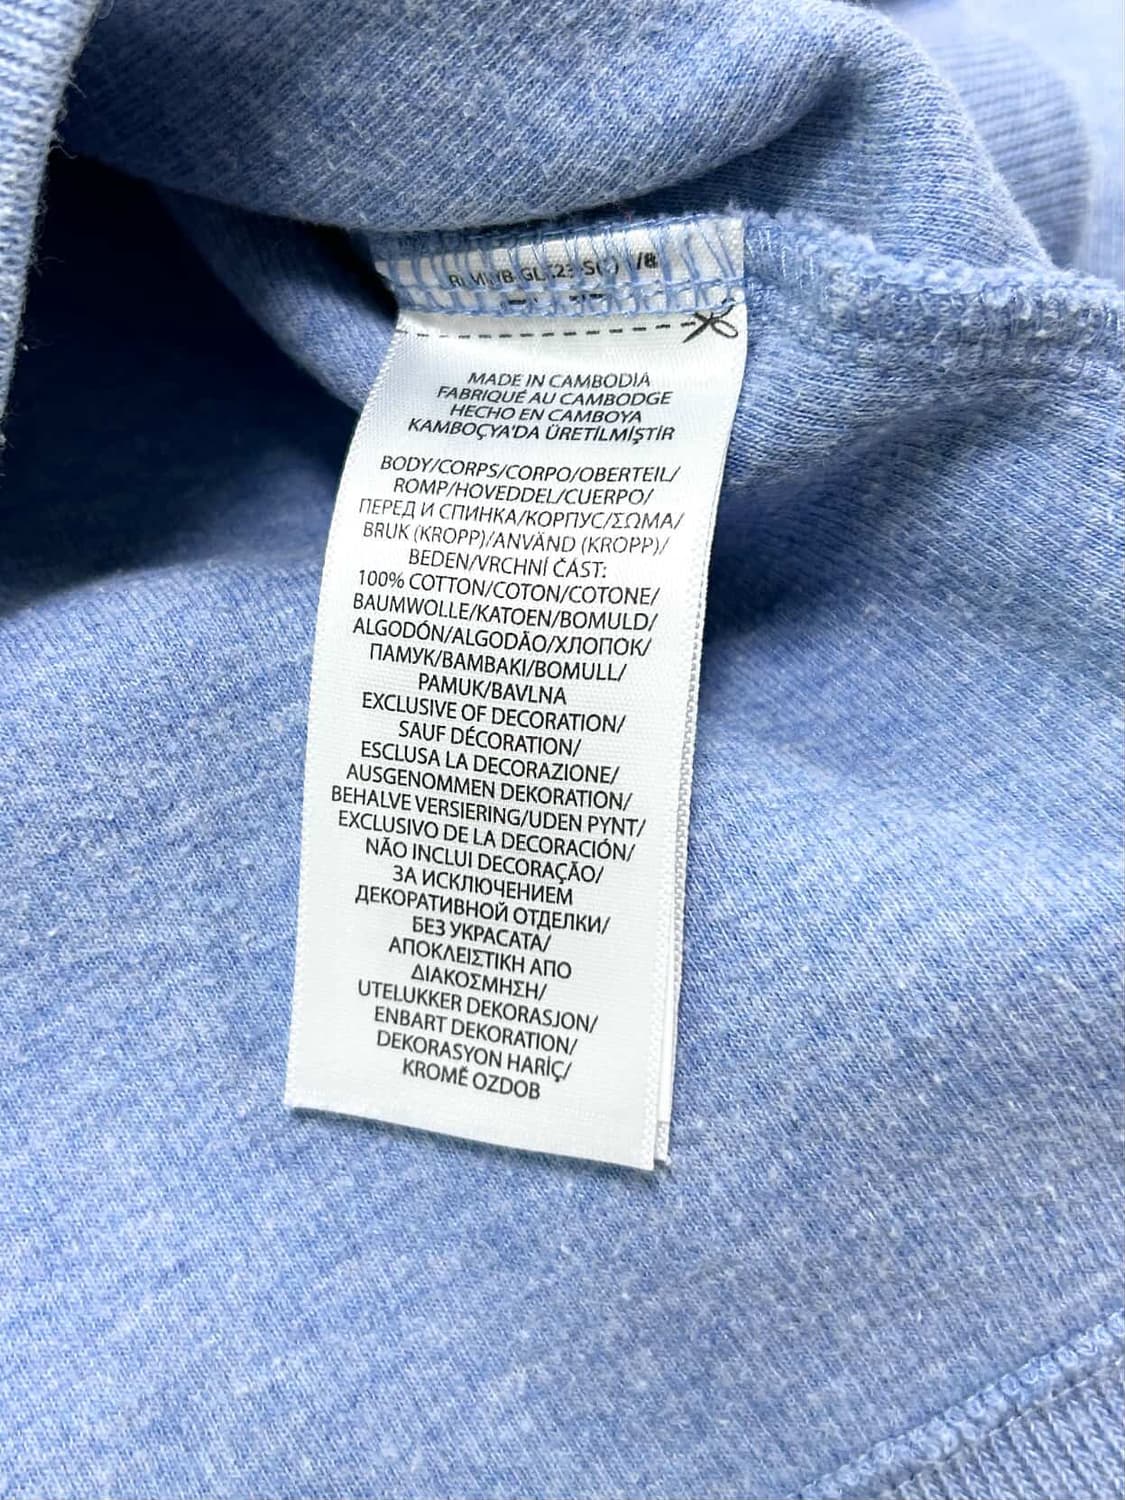 MADE IN CAMBODIA
FABRIQUÉ AU CAMBODGE
HECHO EN CAMBOYA
KAMBOÇYA'DA ÜRETİLMİŞTİR
BODY/CORPS/CORPO/OBERTEIL/
ROMP/HOVEDDEL/CUERPO/
ПЕРЕД И СПИНКА/КОРПУС/ΣΩΜΑ/
BRUK (KROPP)/ANVÄND (KROPP)/
BEDEN/VRCHNÍ ČÁST:
100% COTTON/COTON/COTONE/
BAUMWOLLE/KATOEN/BOMULD/
ALGODÓN/ALGODÃO/ХЛОПОК/
ПАМУК/BAMBAKI/BOMULL/
PAMUK/BAVLNA
EXCLUSIVE OF DECORATION/
SAUF DÉCORATION/
ESCLUSA LA DECORAZIONE/
AUSGENOMMEN DEKORATION/
BEHALVE VERSIERING/UDEN PYNT/
EXCLUSIVO DE LA DECORACIÓN/
NÃO INCLUI DECORAÇÃO/
ЗА ИСКЛЮЧЕНИЕМ
ДЕКОРАТИВНОЙ ОТДЕЛКИ/
БЕЗ УКРАСАТА/
ΑΠΟΚΛΕΙΣΤΙΚΗ ΑΠΟ
ΔΙΑΚΟΣΜΗΣΗ/
UTELUKKER DEKORASJON/
ENBART DEKORATION/
DEKORASYON HARİÇ/
KROMĚ OZDOB